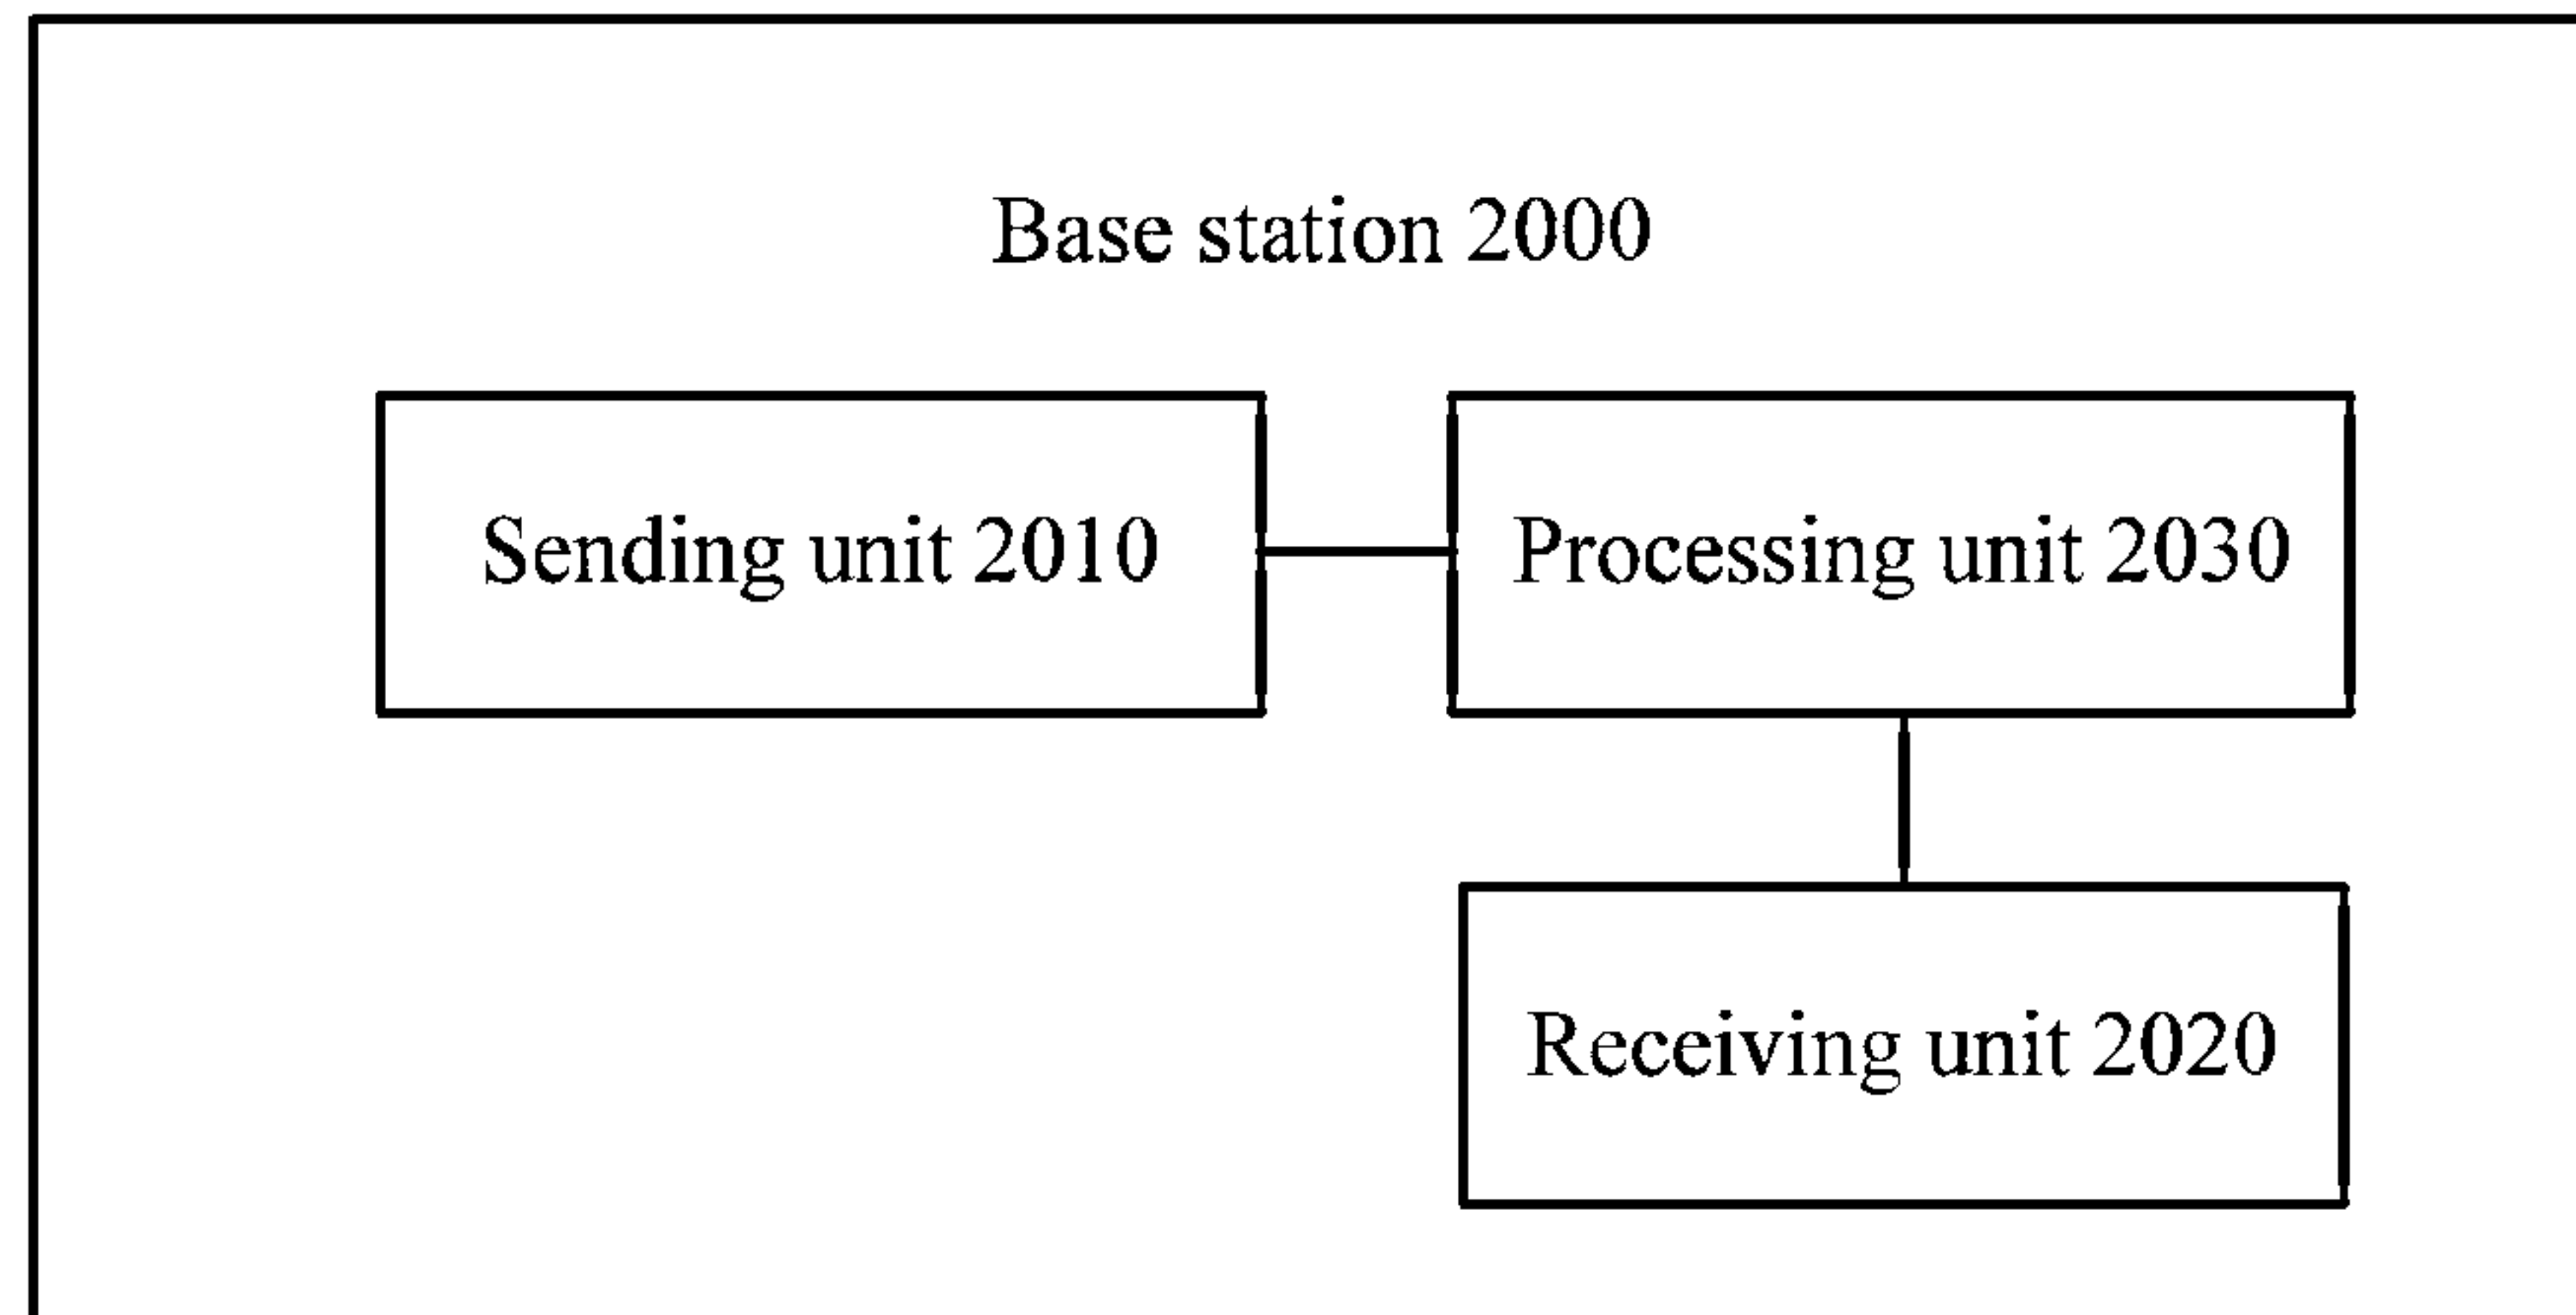 Base station 2000
Sending unit 2010
Processing unit 2030
Receiving unit 2020